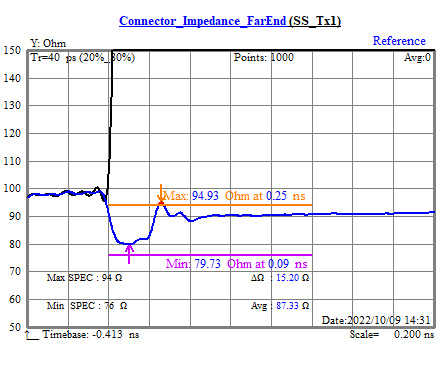 Connector_Impedance_FarEnd (SS_Tx1)
Y: Ohm Reference
Tr=40 ps (20%_80%) Points: 1000 Avg:0
150
140
130
120
110
100
90
80
70
60
50
Max: 94.93 Ohm at 0.25 ns
Min: 79.73 Ohm at 0.09 ns
Max SPEC : 94 Ω ΔΩ : 15.20 Ω
Min SPEC : 76 Ω Avg : 87.33 Ω
Date:2022/10/09 14:31
Timebase: -0.413 ns Scale= 0.200 ns